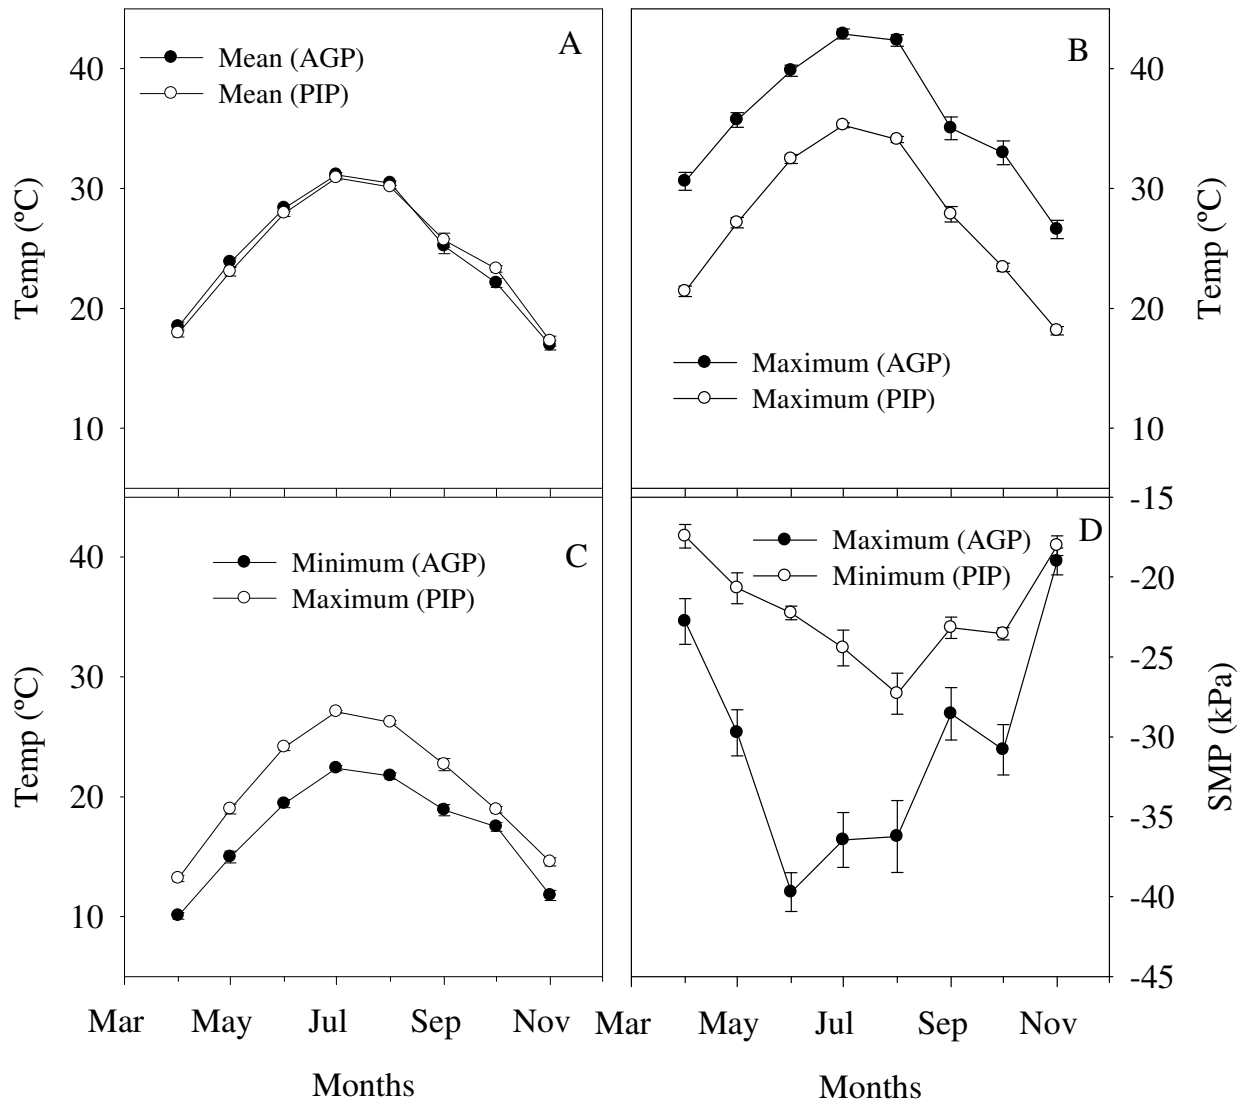 A
Mean (AGP)
Mean (PIP)
40
30
20
10
Temp (ºC)
B
Maximum (AGP)
Maximum (PIP)
40
30
20
10
Temp (ºC)
C
Minimum (AGP)
Maximum (PIP)
40
30
20
10
Temp (ºC)
D
Maximum (AGP)
Minimum (PIP)
-15
-20
-25
-30
-35
-40
-45
SMP (kPa)
Mar May Jul Sep Nov
Mar May Jul Sep Nov
Months
Months